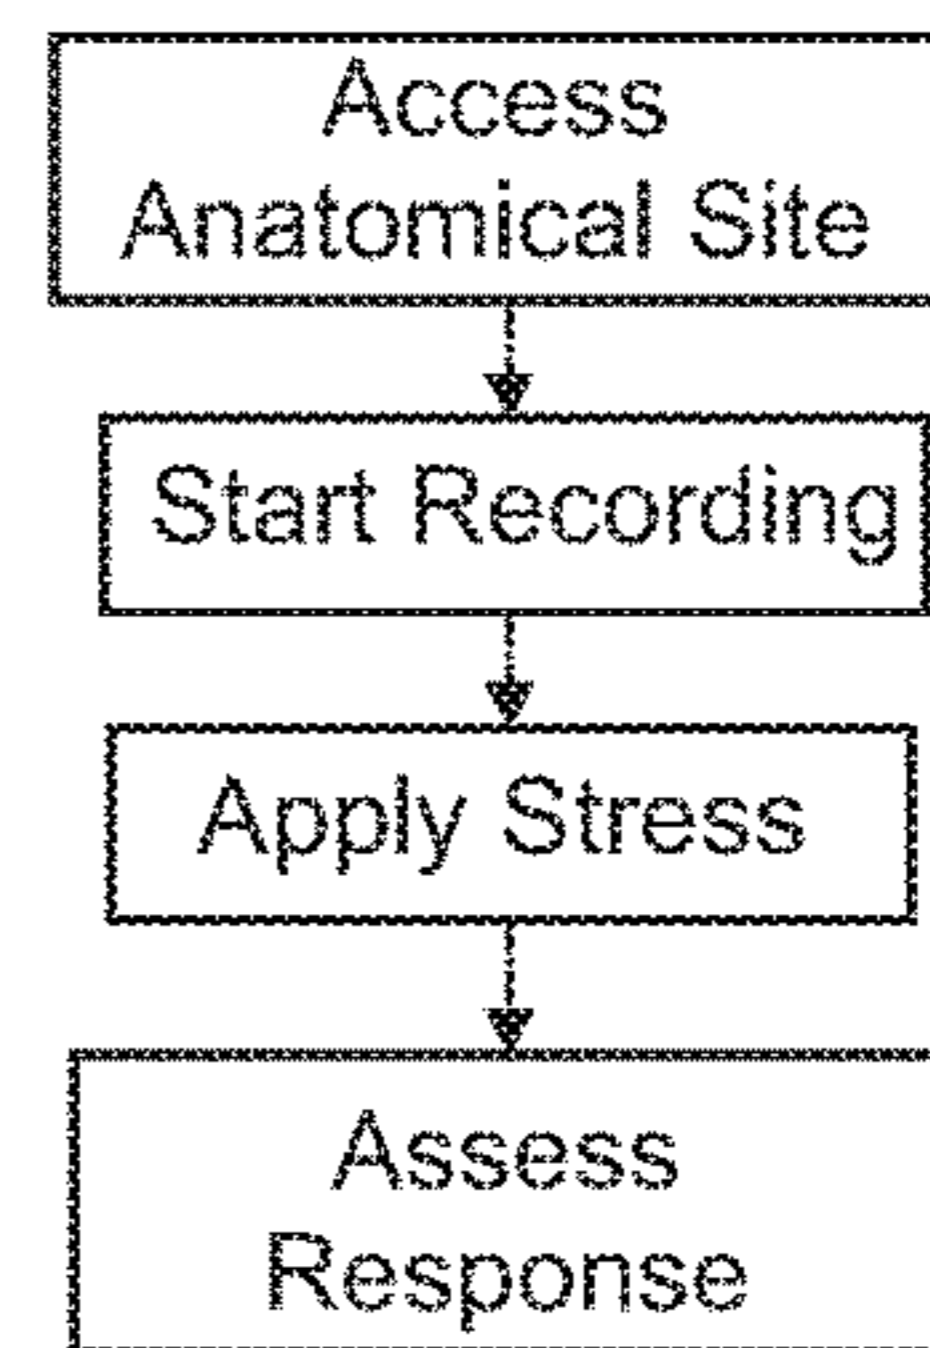 Access
Anatomical Site
Start Recording
Apply Stress
Assess
Response